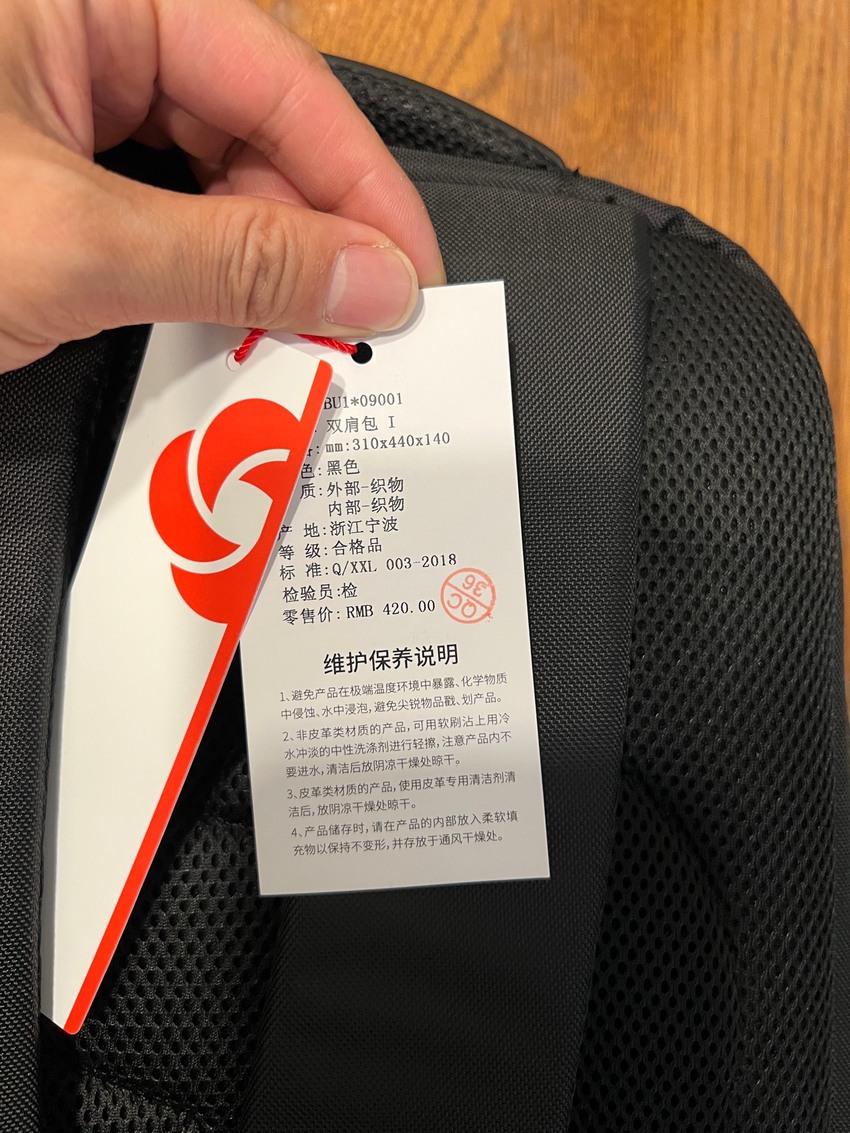 BU1*09001
双肩包 I
: mm:310x440x140
色:黑色
质:外部-织物
内部-织物
产 地:浙江宁波
等 级:合格品
标 准:Q/XXL 003-2018
检验员:检
零售价: RMB 420.00
QC
36
维护保养说明
1、避免产品在极端温度环境中暴露、化学物质
中侵蚀、水中浸泡,避免尖锐物品戳、划产品。
2、非皮革类材质的产品,可用软刷沾上用冷
水冲淡的中性洗涤剂进行轻擦,注意产品内不
要进水,清洁后放阴凉干燥处晾干。
3、皮革类材质的产品,使用皮革专用清洁剂清
洁后,放阴凉干燥处晾干。
4、产品储存时,请在产品的内部放入柔软填
充物以保持不变形,并存放于通风干燥处。